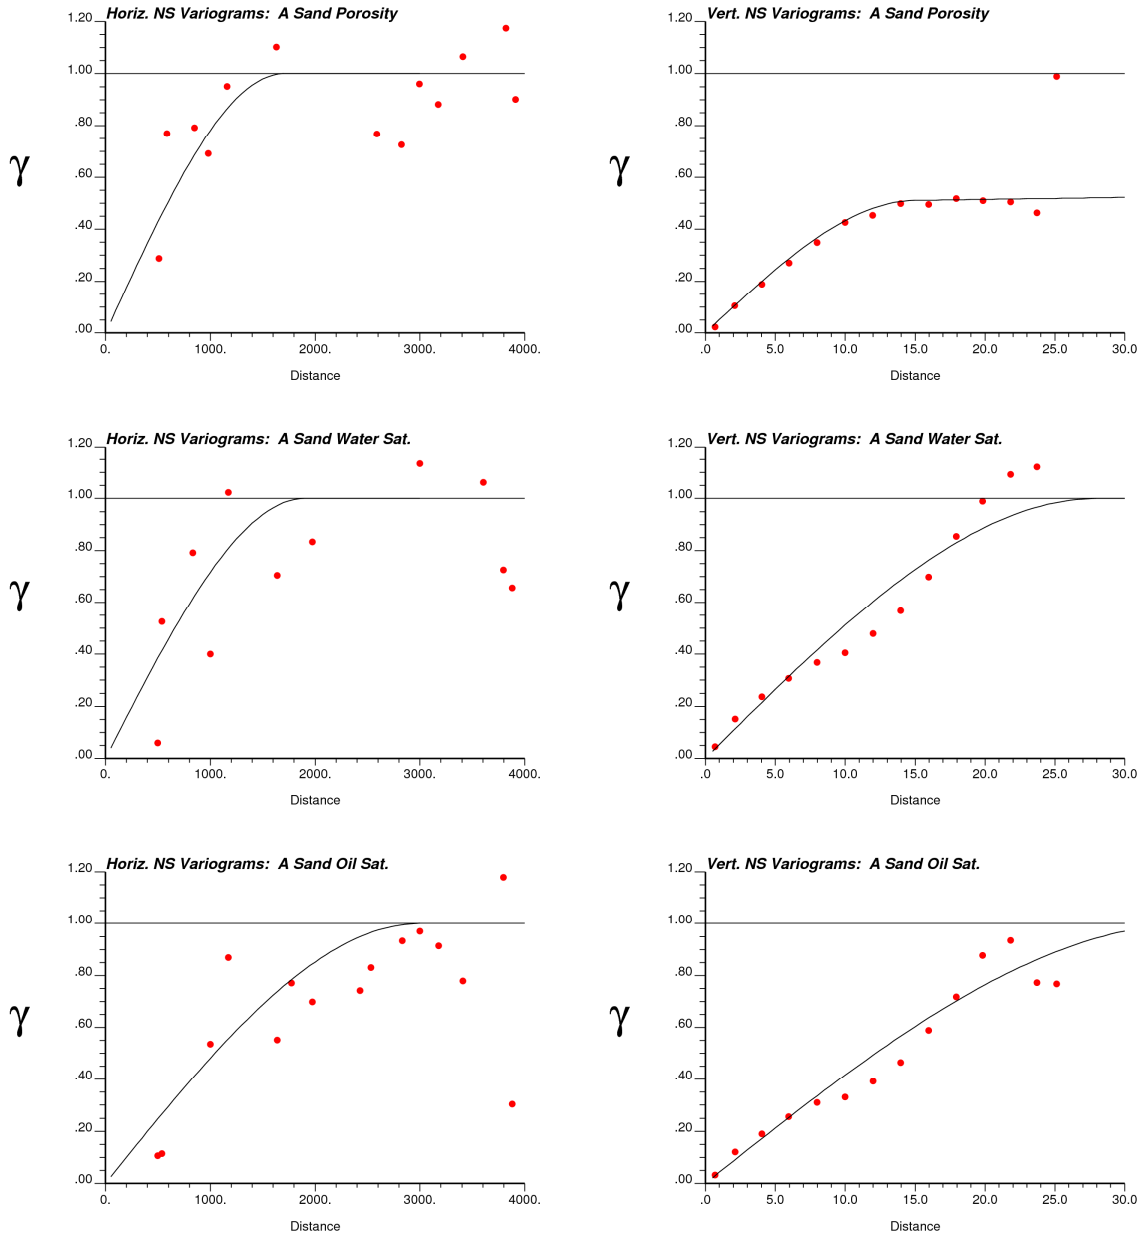 Horiz. NS Variograms: A Sand Porosity
1.20
1.00
.80
.60
.40
.20
.00
γ
0. 1000. 2000. 3000. 4000.
Distance
Vert. NS Variograms: A Sand Porosity
1.20
1.00
.80
.60
.40
.20
.00
γ
.0 5.0 10.0 15.0 20.0 25.0 30.0
Distance
Horiz. NS Variograms: A Sand Water Sat.
1.20
1.00
.80
.60
.40
.20
.00
γ
0. 1000. 2000. 3000. 4000.
Distance
Vert. NS Variograms: A Sand Water Sat.
1.20
1.00
.80
.60
.40
.20
.00
γ
.0 5.0 10.0 15.0 20.0 25.0 30.0
Distance
Horiz. NS Variograms: A Sand Oil Sat.
1.20
1.00
.80
.60
.40
.20
.00
γ
0. 1000. 2000. 3000. 4000.
Distance
Vert. NS Variograms: A Sand Oil Sat.
1.20
1.00
.80
.60
.40
.20
.00
γ
.0 5.0 10.0 15.0 20.0 25.0 30.0
Distance